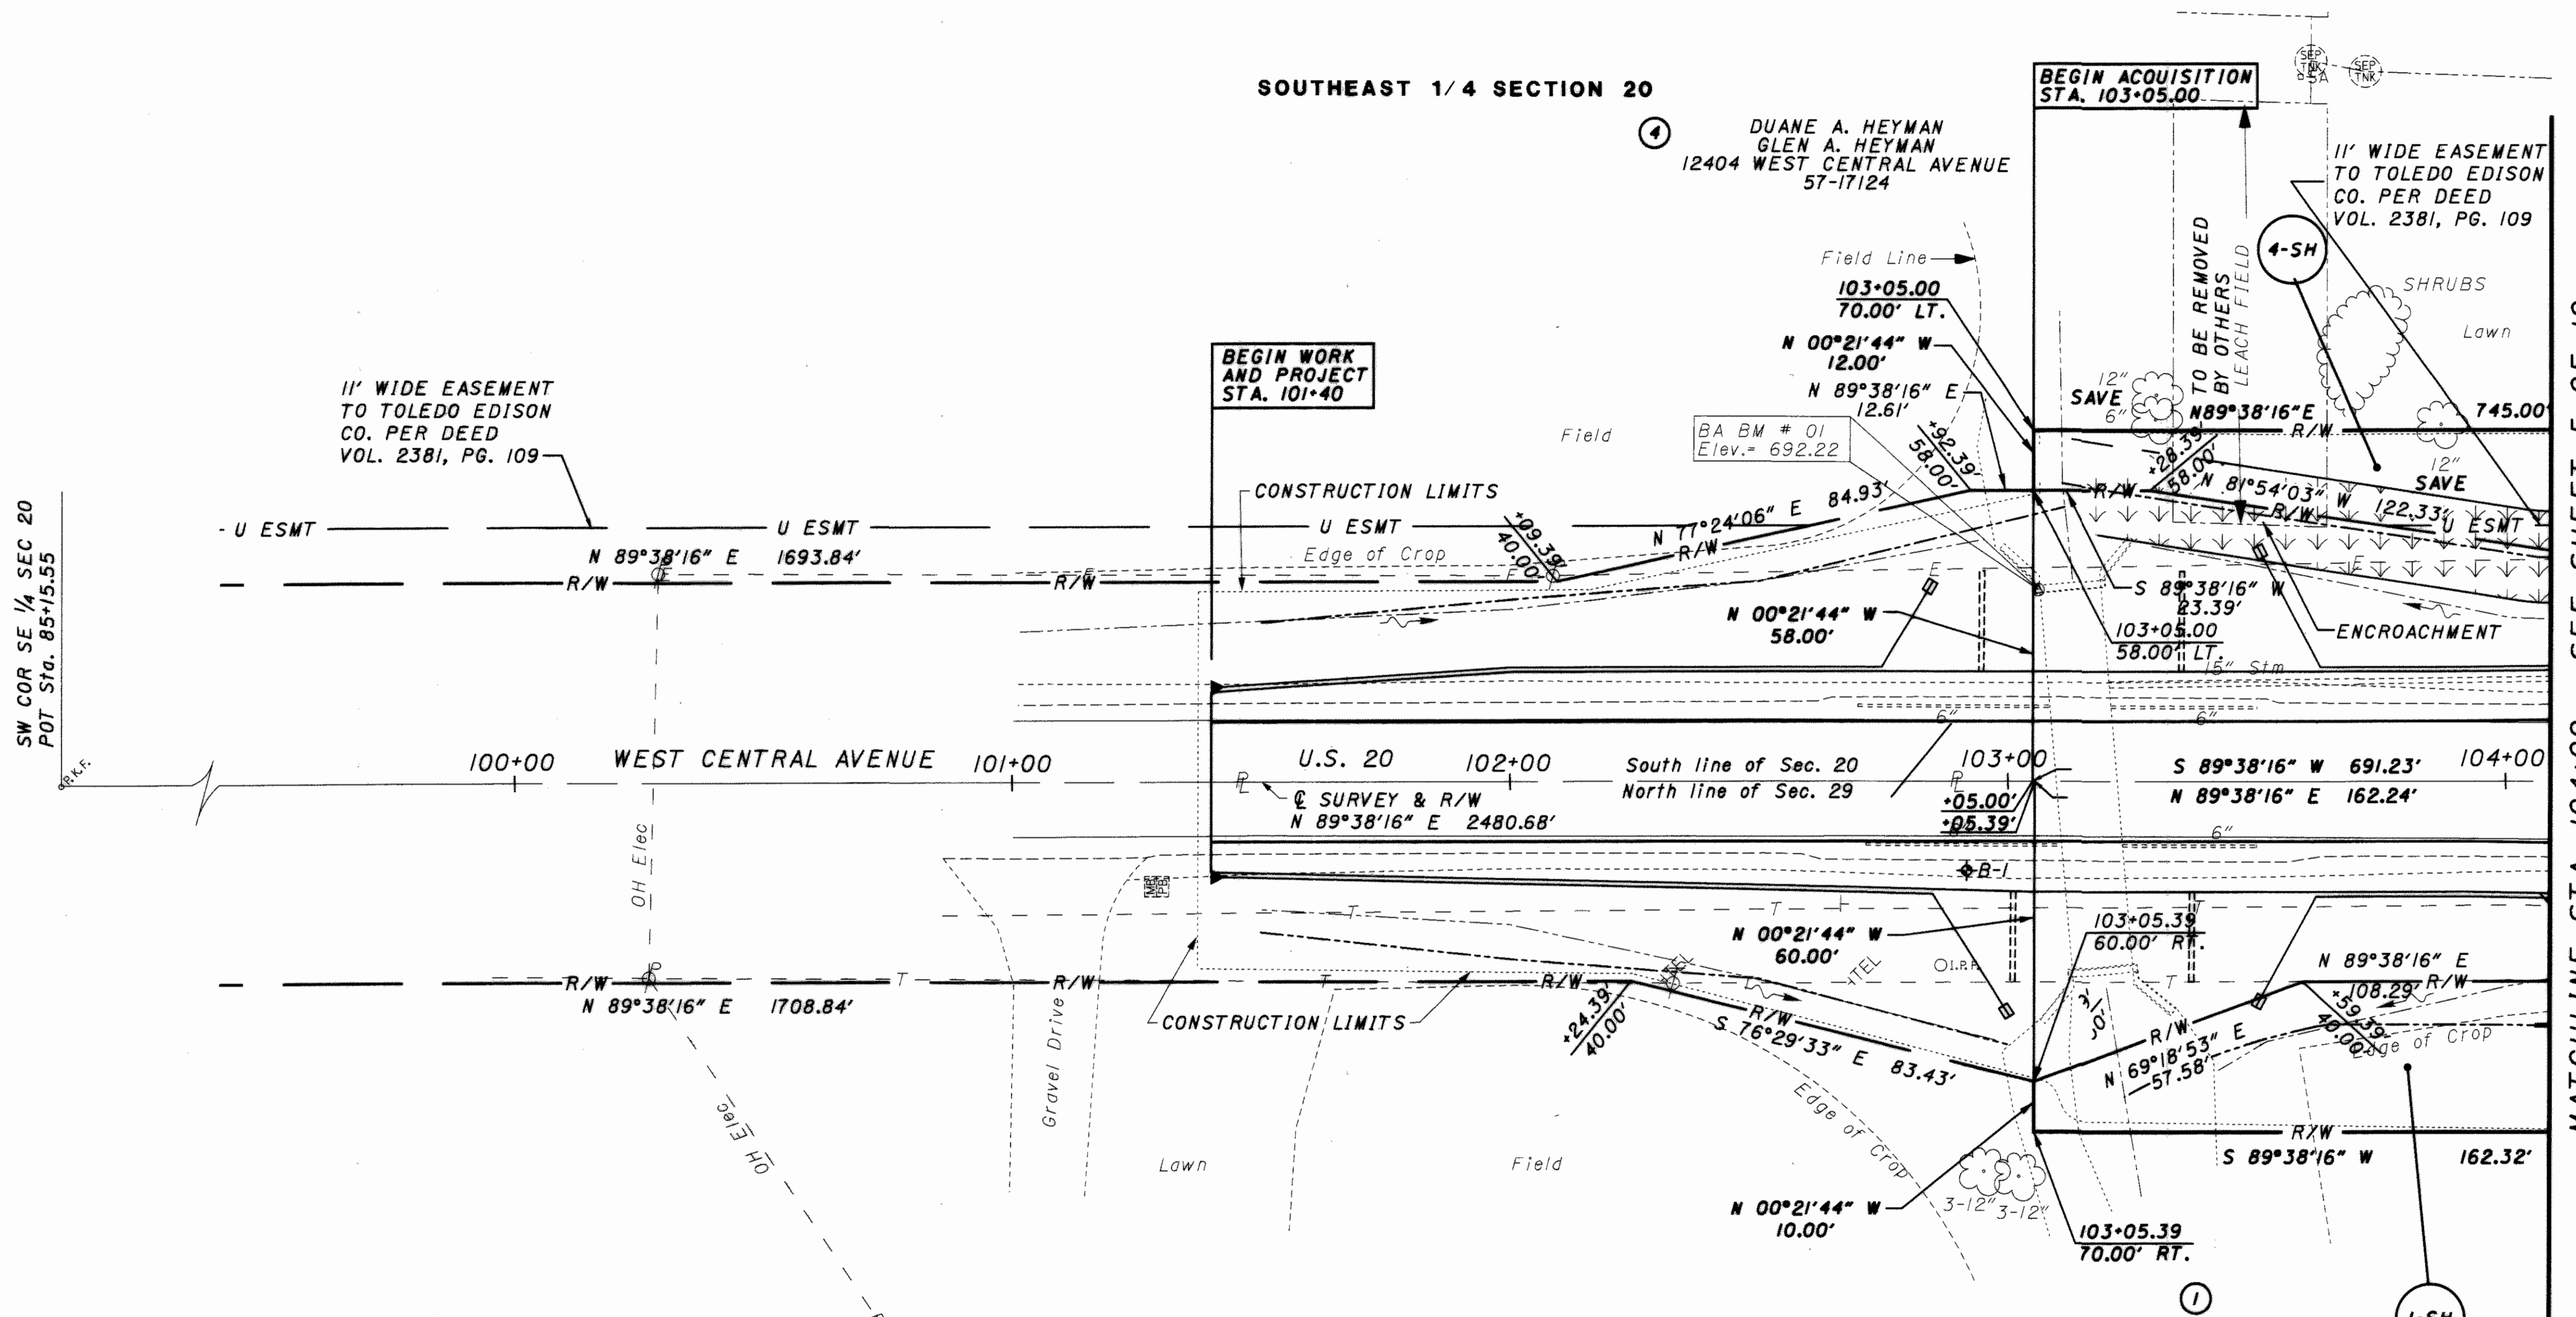 SOUTHEAST 1/4 SECTION 20
4
DUANE A. HEYMAN
GLEN A. HEYMAN
12404 WEST CENTRAL AVENUE
57-17124
BEGIN ACQUISITION
STA. 103+05.00
SEP
TNK
SEP
TNK
11' WIDE EASEMENT
TO TOLEDO EDISON
CO. PER DEED
VOL. 2381, PG. 109
4-SH
TO BE REMOVED
BY OTHERS
LEACH FIELD
SHRUBS
Lawn
Field Line
103+05.00
70.00' LT.
N 00°21'44" W
12.00'
N 89°38'16" E
12.61'
BA BM # 01
Elev.= 692.22
+92.39'
58.00'
12"
SAVE
6"
N89°38'16"E
745.00'
R/W
+28.39'
58.00'
12"
SAVE
R/W
N 81°54'03" W
122.33'
R/W
U ESMT
BEGIN WORK
AND PROJECT
STA. 101+40
11' WIDE EASEMENT
TO TOLEDO EDISON
CO. PER DEED
VOL. 2381, PG. 109
Field
CONSTRUCTION LIMITS
U ESMT
U ESMT
U ESMT
N 89°38'16" E 1693.84'
Edge of Crop
+09.39'
40.00'
N 77°24'06" E 84.93'
R/W
R/W
R/W
E
E
E
SW COR SE 1/4 SEC 20
POT Sta. 85+15.55
P.K.F.
N 00°21'44" W
58.00'
S 89°38'16" W
23.39'
103+05.00
58.00' LT.
ENCROACHMENT
15" Stm
6"
6"
100+00
WEST CENTRAL AVENUE
101+00
U.S. 20
102+00
South line of Sec. 20
North line of Sec. 29
103+00
S 89°38'16" W 691.23'
N 89°38'16" E 162.24'
104+00
℄ SURVEY & R/W
N 89°38'16" E 2480.68'
+05.00'
+05.39'
6"
B-1
OH Elec
MB
PB
T
T
T
N 00°21'44" W
60.00'
103+05.39
60.00' RT.
I.P.F.
TEL
TEL
P
R/W
T
R/W
T
R/W
T
N 89°38'16" E 1708.84'
N 89°38'16" E
R/W
108.29'
CONSTRUCTION LIMITS
+24.39'
40.00'
R/W
S 76°29'33" E 83.43'
R/W
N 69°18'53" E
57.58'
+59.39'
40.00'
Edge of Crop
OH Elec
Gravel Drive
Lawn
Field
Edge of Crop
R/W
S 89°38'16" W 162.32'
3-12"
3-12"
N 00°21'44" W
10.00'
103+05.39
70.00' RT.
1